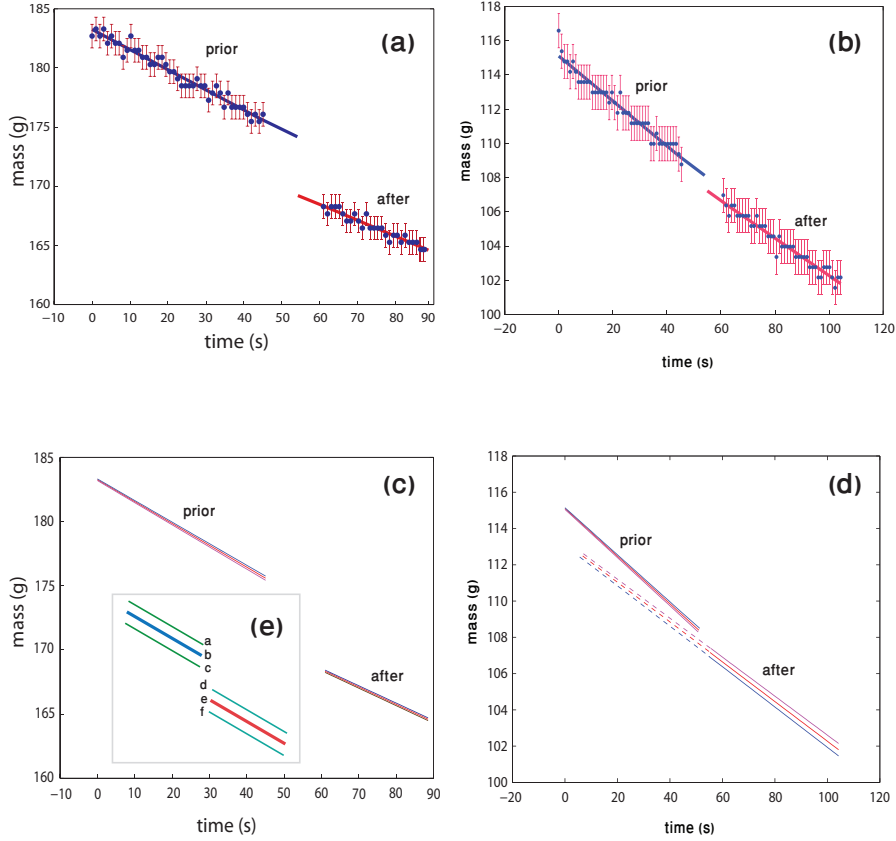 (a)
prior
after
mass (g)
185
180
175
170
165
160
−10 0 10 20 30 40 50 60 70 80 90
time (s)
(b)
prior
after
mass (g)
118
116
114
112
110
108
106
104
102
100
−20 0 20 40 60 80 100 120
time (s)
(c)
prior
after
mass (g)
185
180
175
170
165
160
−10 0 10 20 30 40 50 60 70 80 90
time (s)
(e)
a
b
c
d
e
f
(d)
prior
after
mass (g)
118
116
114
112
110
108
106
104
102
100
−20 0 20 40 60 80 100 120
time (s)